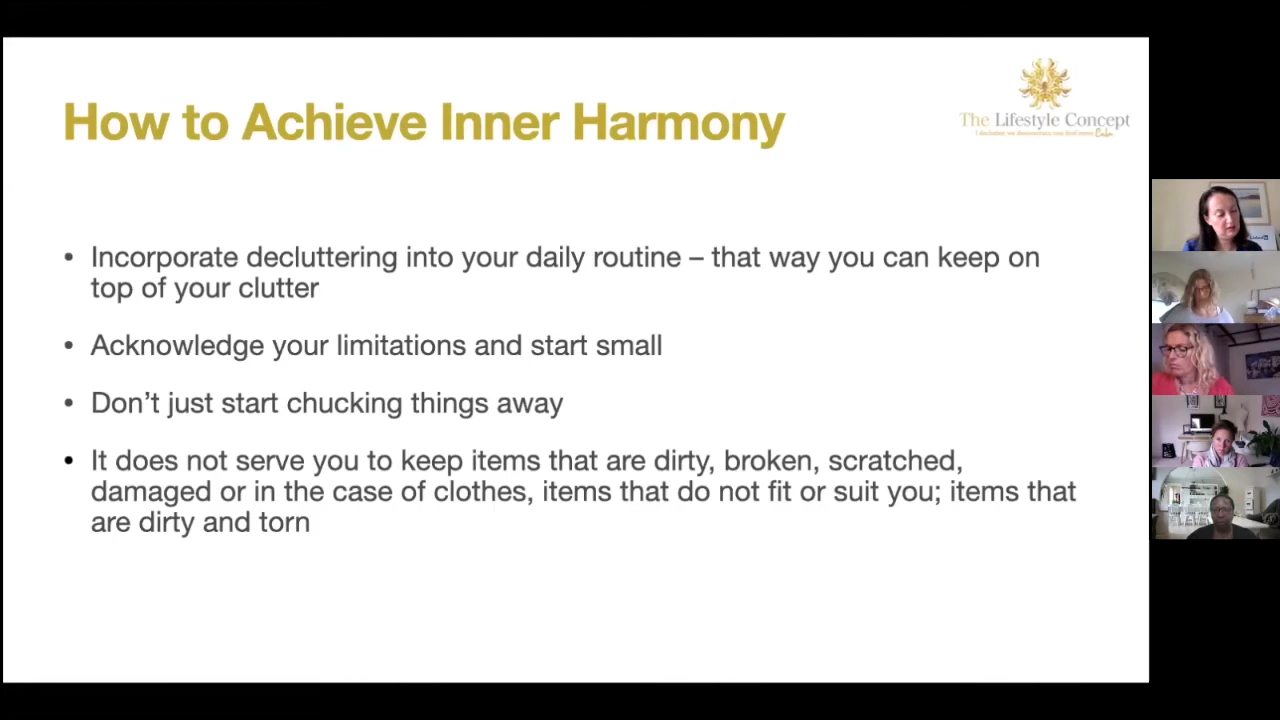 How to Achieve Inner Harmony
The Lifestyle Concept
• Incorporate decluttering into your daily routine – that way you can keep on
top of your clutter
• Acknowledge your limitations and start small
• Don’t just start chucking things away
• It does not serve you to keep items that are dirty, broken, scratched,
damaged or in the case of clothes, items that do not fit or suit you; items that
are dirty and torn